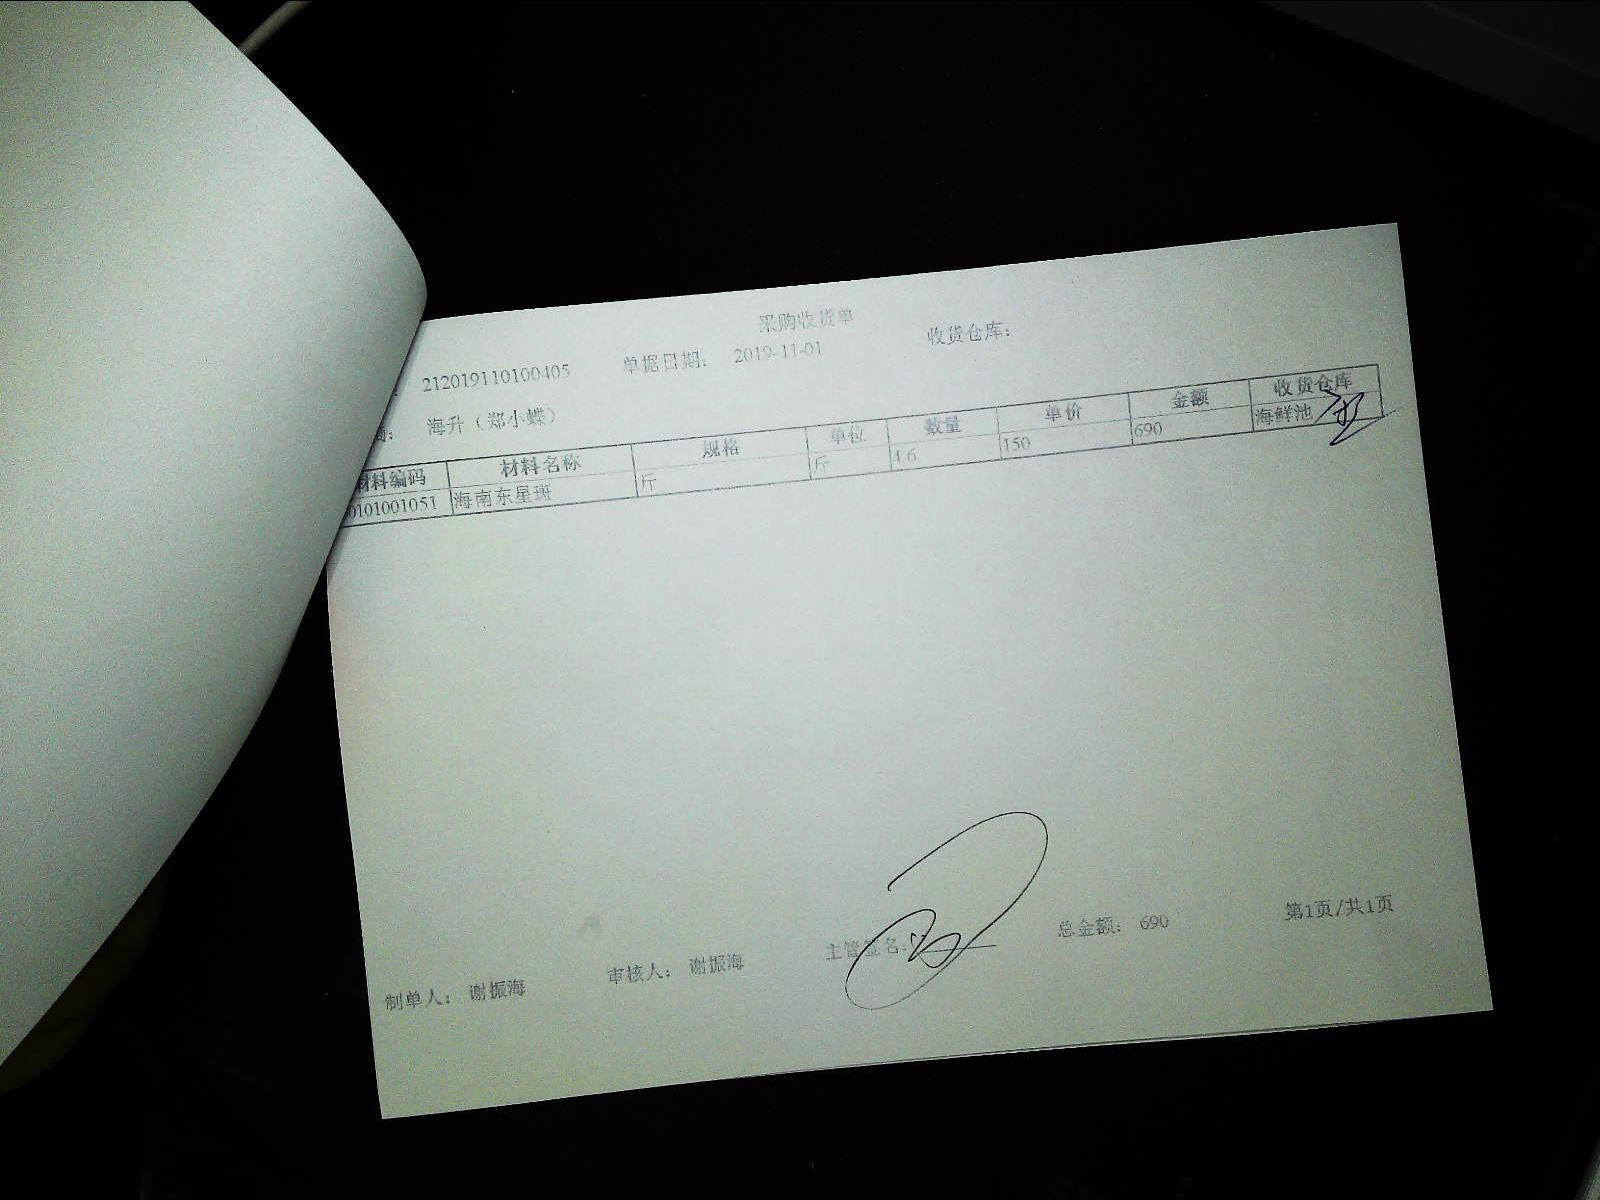 采购收货单
212019110100405 单据日期: 2019-11-01 收货仓库:
商: 海升（郑小蝶）
材料编码 材料名称 规格 单位 数量 单价 金额 收货仓库
0101001051 海南东星斑 斤 斤 4.6 150 690 海鲜池
制单人: 谢振海 审核人: 谢振海 主管签名: 总金额: 690 第1页/共1页